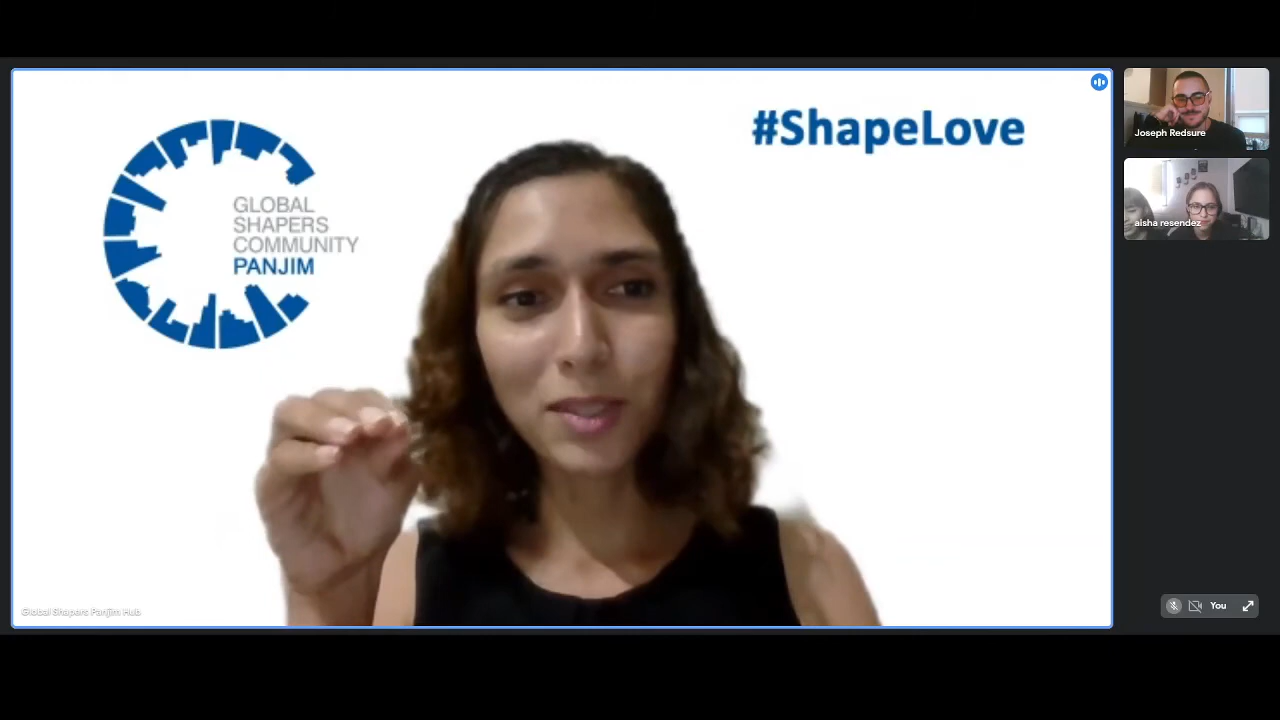 #ShapeLove
GLOBAL
SHAPERS
COMMUNITY
PANJIM
Global Shapers Panjim Hub
Joseph Redsure
aisha resendez
You